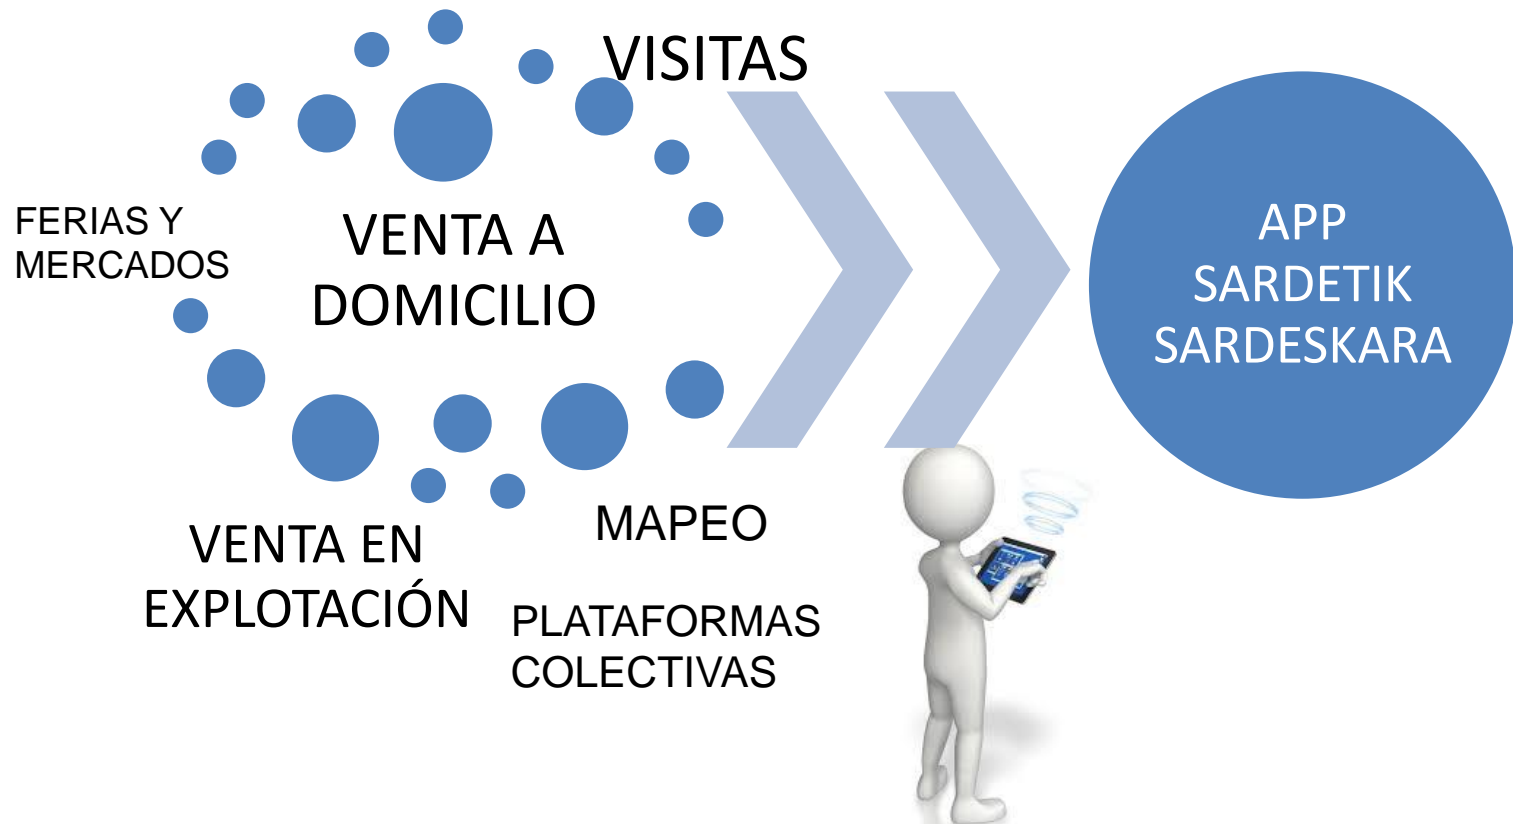 VISITAS
FERIAS Y
MERCADOS
VENTA A
DOMICILIO
VENTA EN
EXPLOTACIÓN
MAPEO
PLATAFORMAS
COLECTIVAS
APP
SARDETIK
SARDESKARA